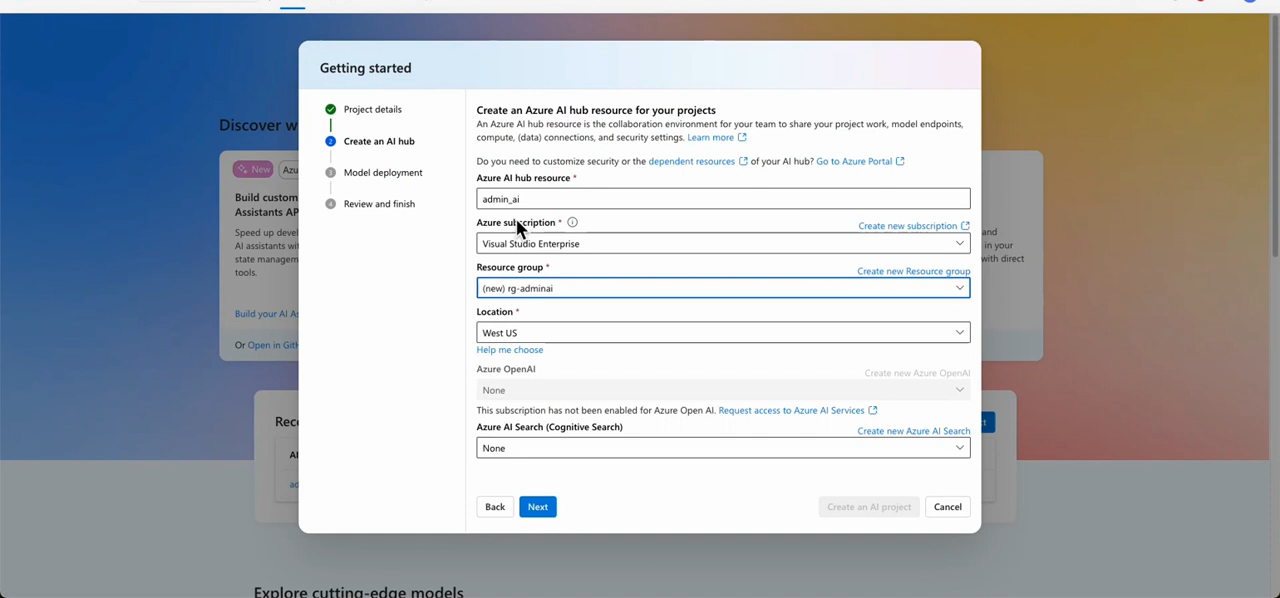 Getting started
Project details
Create an AI hub
Model deployment
Review and finish
Create an Azure AI hub resource for your projects
An Azure AI hub resource is the collaboration environment for your team to share your project work, model endpoints,
compute, (data) connections, and security settings. Learn more
Do you need to customize security or the dependent resources of your AI hub? Go to Azure Portal
Azure AI hub resource *
admin_ai
Azure subscription * Create new subscription
Visual Studio Enterprise
Resource group * Create new Resource group
(new) rg-adminai
Location *
West US
Help me choose
Azure OpenAI Create new Azure OpenAI
None
This subscription has not been enabled for Azure Open AI. Request access to Azure AI Services
Azure AI Search (Cognitive Search) Create new Azure AI Search
None
Back Next Create an AI project Cancel
Discover
New
Build custom
Assistants
Speed up
AI assistants
state
tools.
Build your AI
Or Open in
and
in your
with direct
Explore cutting-edge models